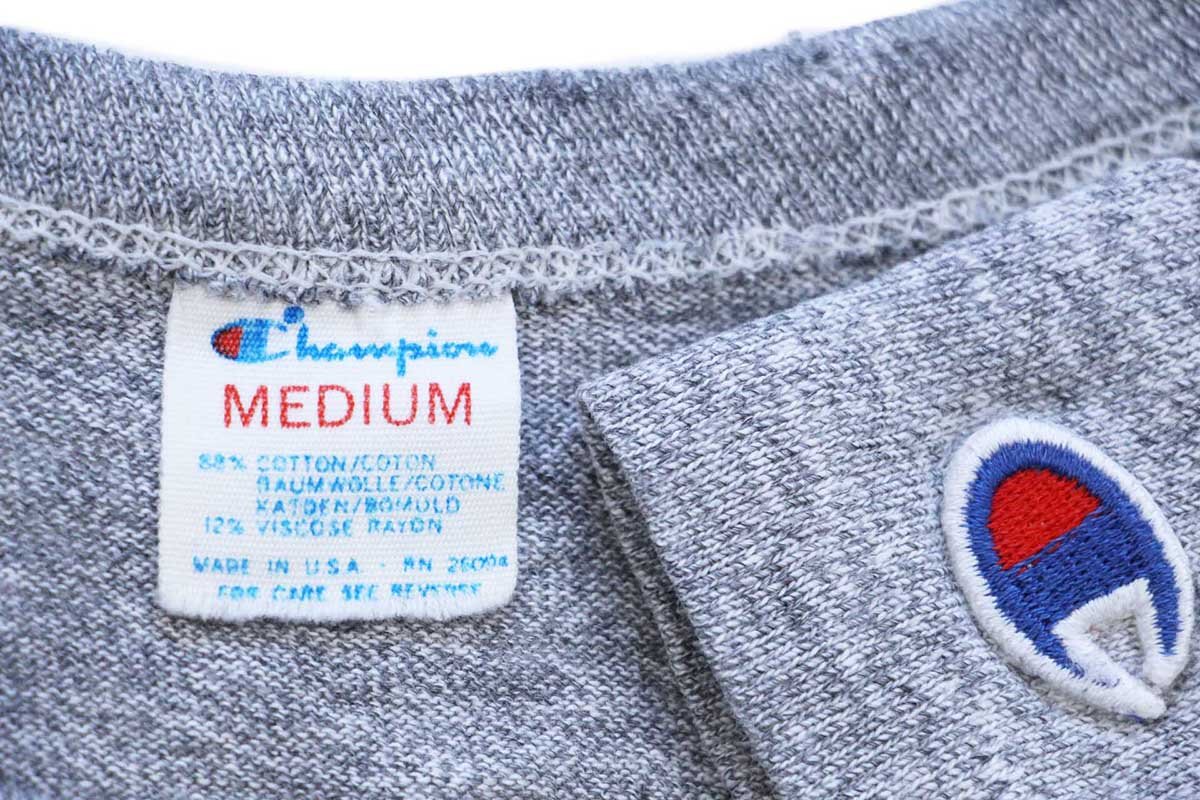 Champion
MEDIUM
88% COTTON/COTON
BAUMWOLLE/COTONE
KATOEN/BOMULD
12% VISCOSE RAYON
MADE IN U.S.A. - RN 26094
FOR CARE SEE REVERSE